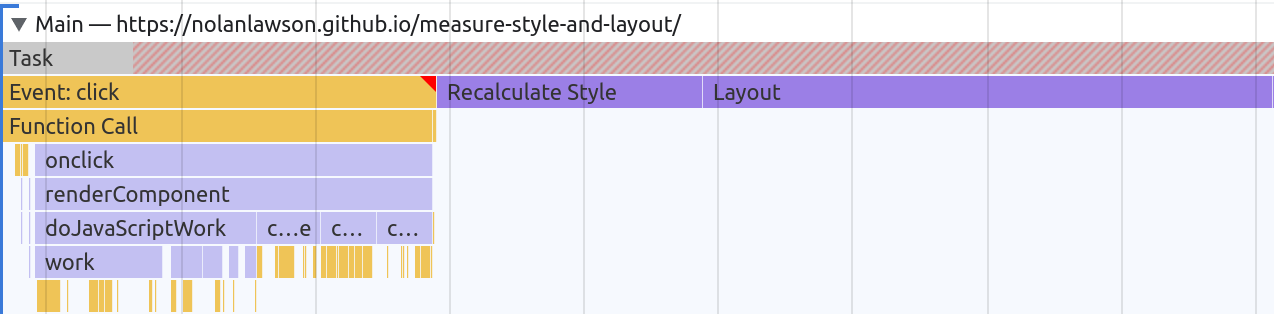 Main — https://nolanlawson.github.io/measure-style-and-layout/
Task
Event: click Recalculate Style Layout
Function Call
onclick
renderComponent
doJavaScriptWork c...e c... c...
work